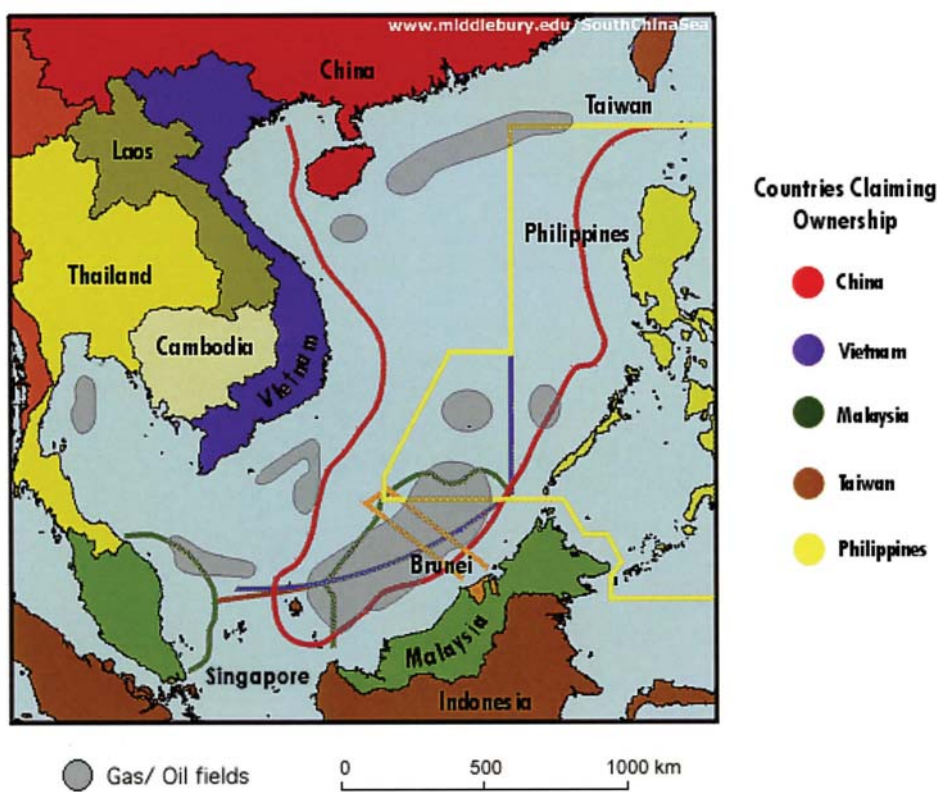 www.middlebury.edu/SouthChinaSea
China
Taiwan
Laos
Countries Claiming
Ownership
Philippines
Thailand
China
Cambodia
Vietnam
Vietnam
Malaysia
Taiwan
Philippines
Brunei
Malaysia
Singapore
Indonesia
Gas/ Oil fields
0 500 1000 km